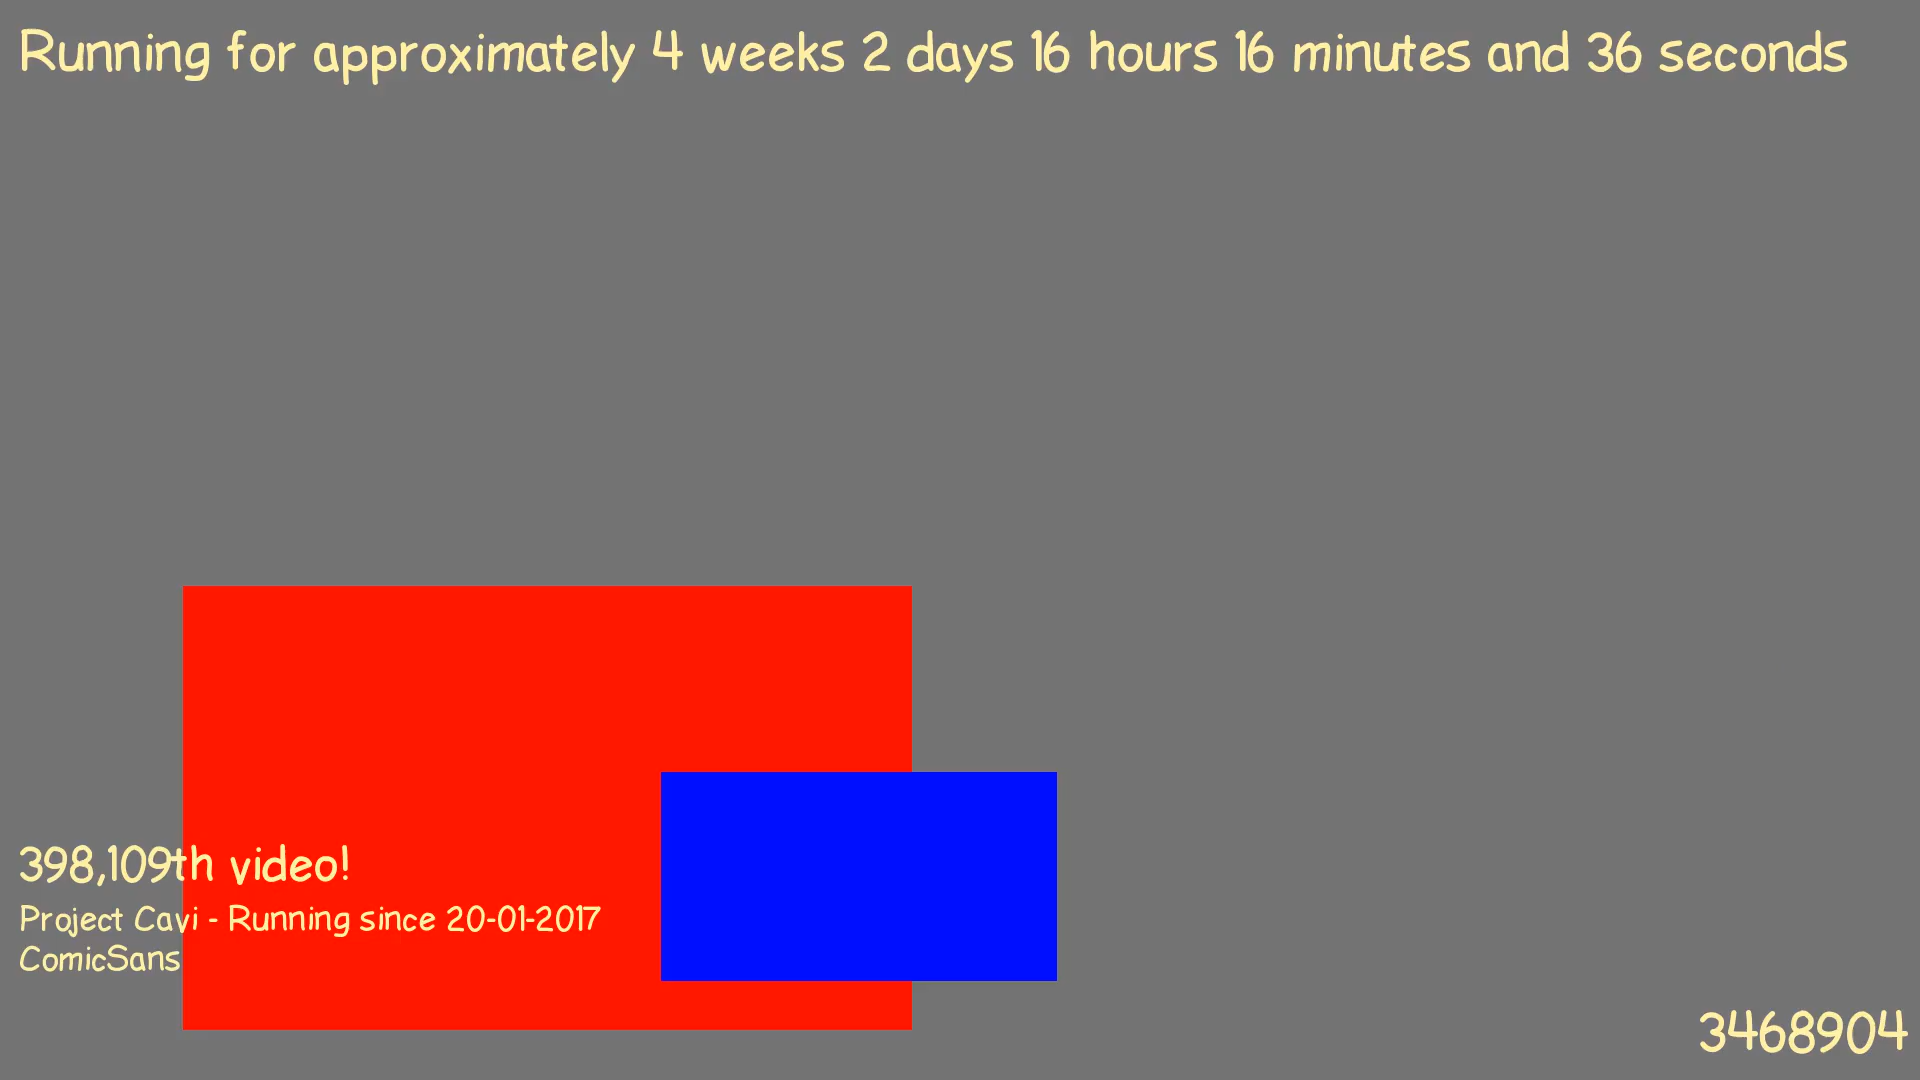 Running for approximately 4 weeks 2 days 16 hours 16 minutes and 36 seconds
398,109th video!
Project Cavi - Running since 20-01-2017
ComicSans
3468904